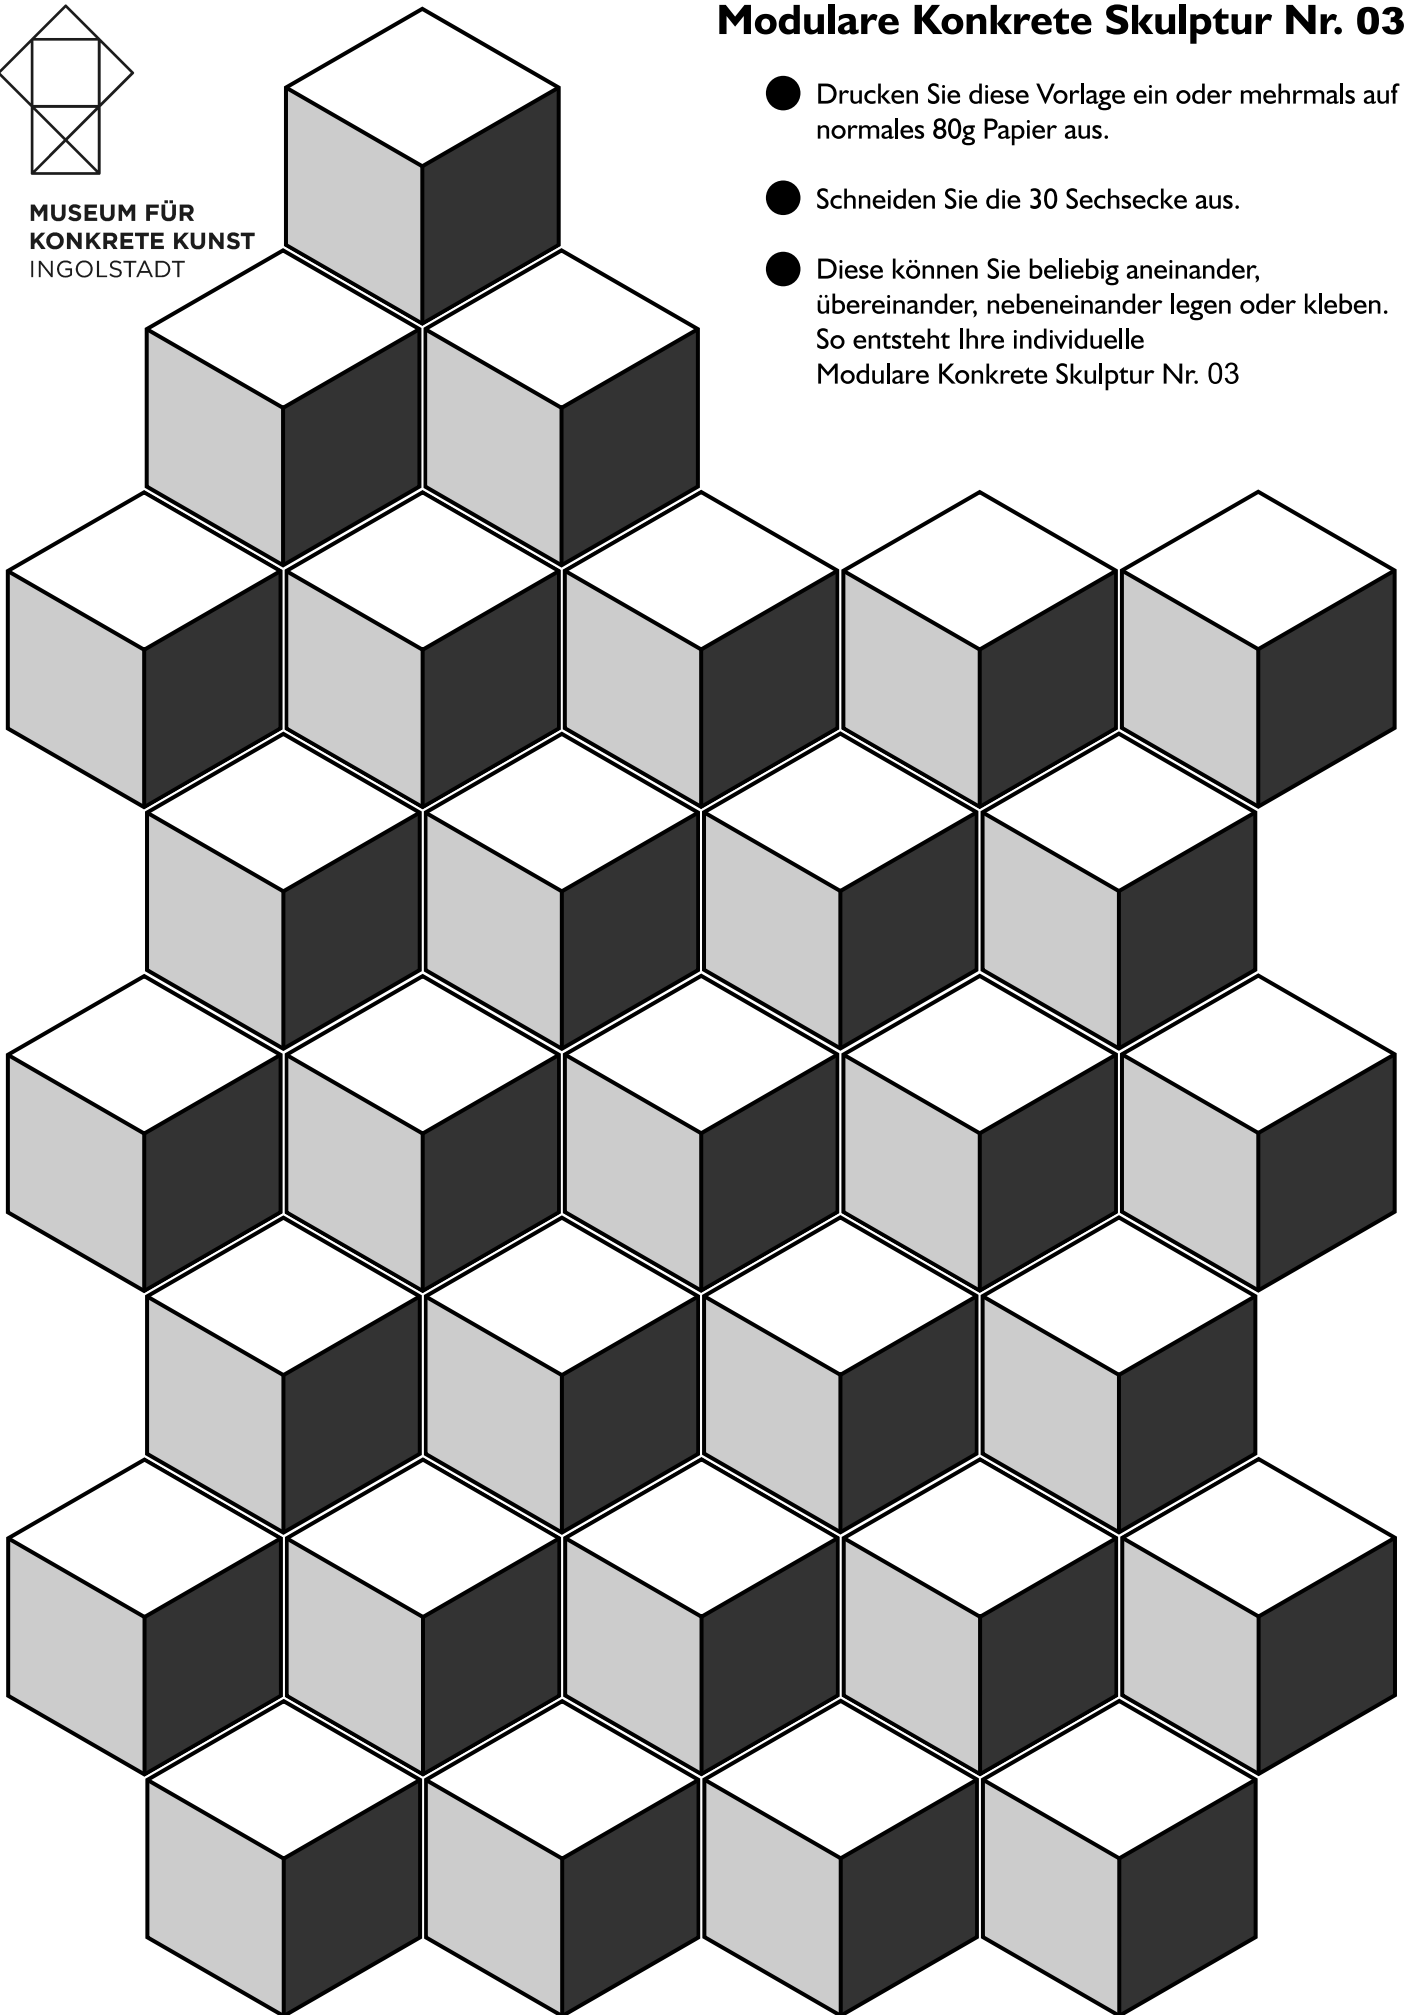 Modulare Konkrete Skulptur Nr. 03
Drucken Sie diese Vorlage ein oder mehrmals auf
normales 80g Papier aus.
Schneiden Sie die 30 Sechsecke aus.
Diese können Sie beliebig aneinander,
übereinander, nebeneinander legen oder kleben.
So entsteht Ihre individuelle
Modulare Konkrete Skulptur Nr. 03
MUSEUM FÜR
KONKRETE KUNST
INGOLSTADT